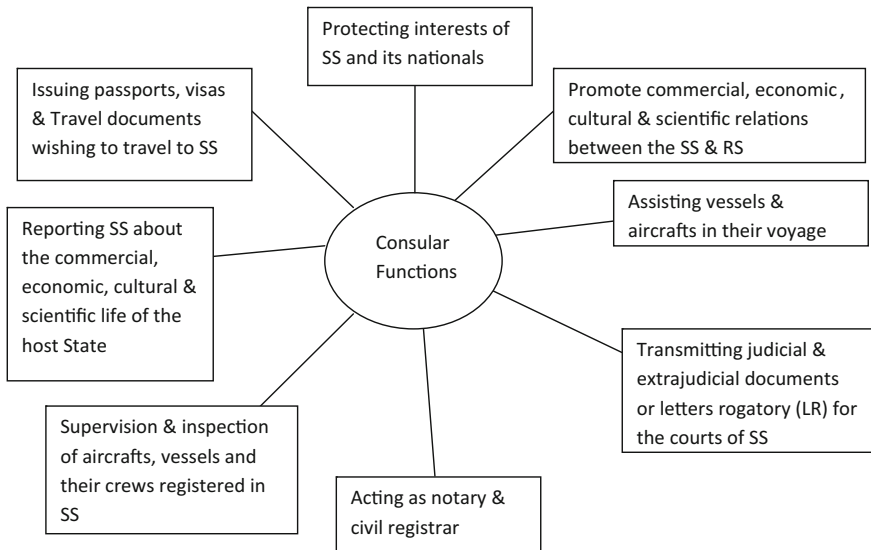 Protecting interests of
SS and its nationals
Issuing passports, visas
& Travel documents
wishing to travel to SS
Promote commercial, economic,
cultural & scientific relations
between the SS & RS
Assisting vessels &
aircrafts in their voyage
Consular
Functions
Reporting SS about
the commercial,
economic, cultural &
scientific life of the
host State
Transmitting judicial &
extrajudicial documents
or letters rogatory (LR) for
the courts of SS
Supervision & inspection
of aircrafts, vessels and
their crews registered in
SS
Acting as notary &
civil registrar